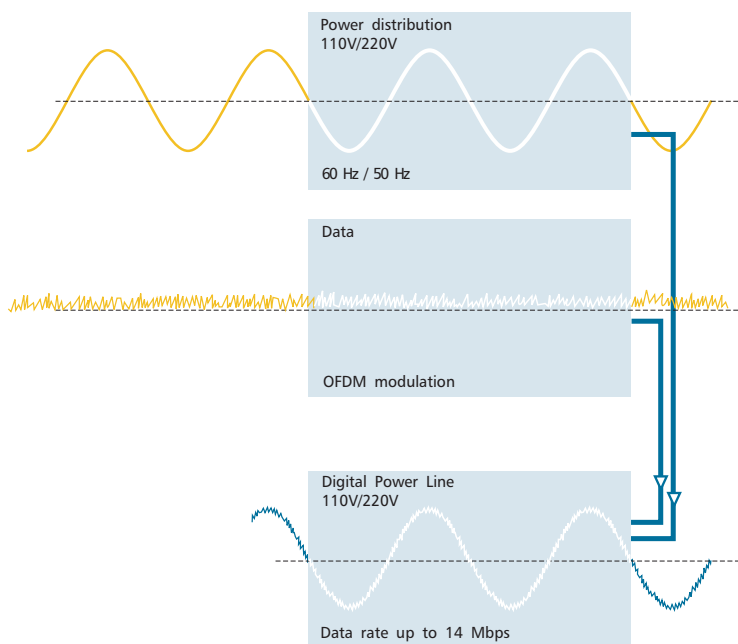 Power distribution
110V/220V
60 Hz / 50 Hz
Data
OFDM modulation
Digital Power Line
110V/220V
Data rate up to 14 Mbps